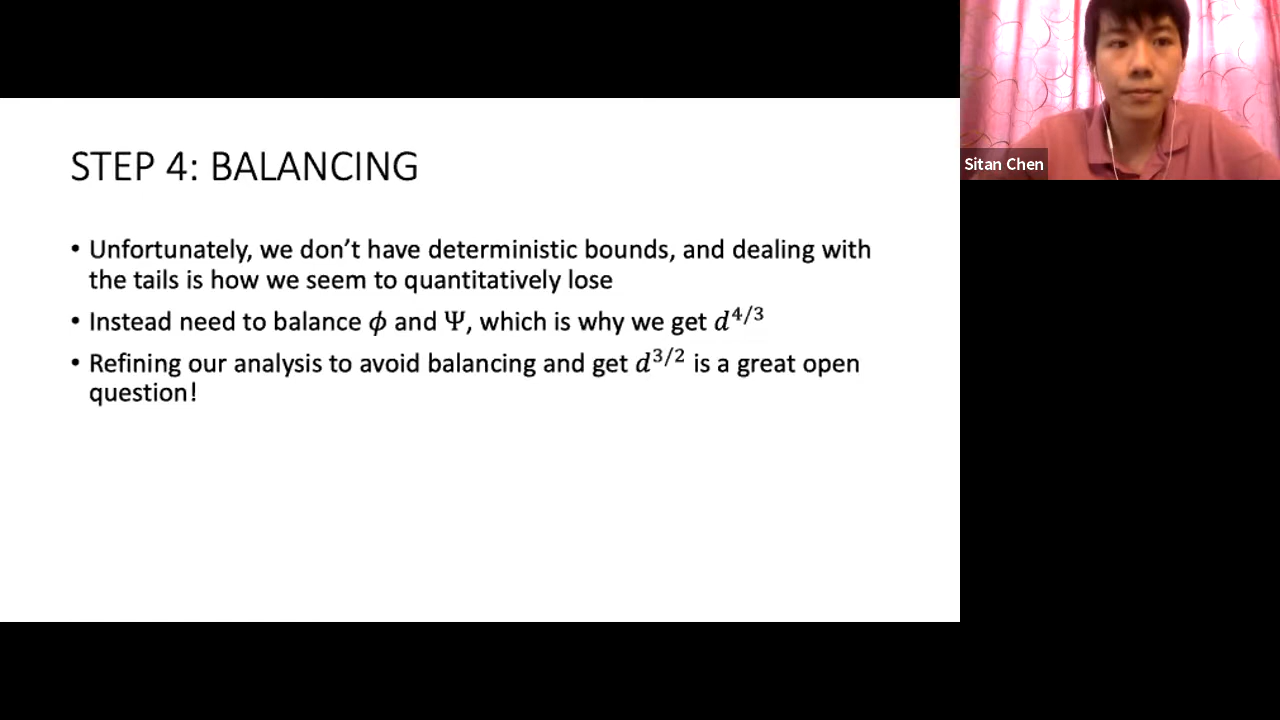 STEP 4: BALANCING
• Unfortunately, we don’t have deterministic bounds, and dealing with
the tails is how we seem to quantitatively lose
• Instead need to balance ϕ and Ψ, which is why we get d^{4/3}
• Refining our analysis to avoid balancing and get d^{3/2} is a great open
question!
Sitan Chen